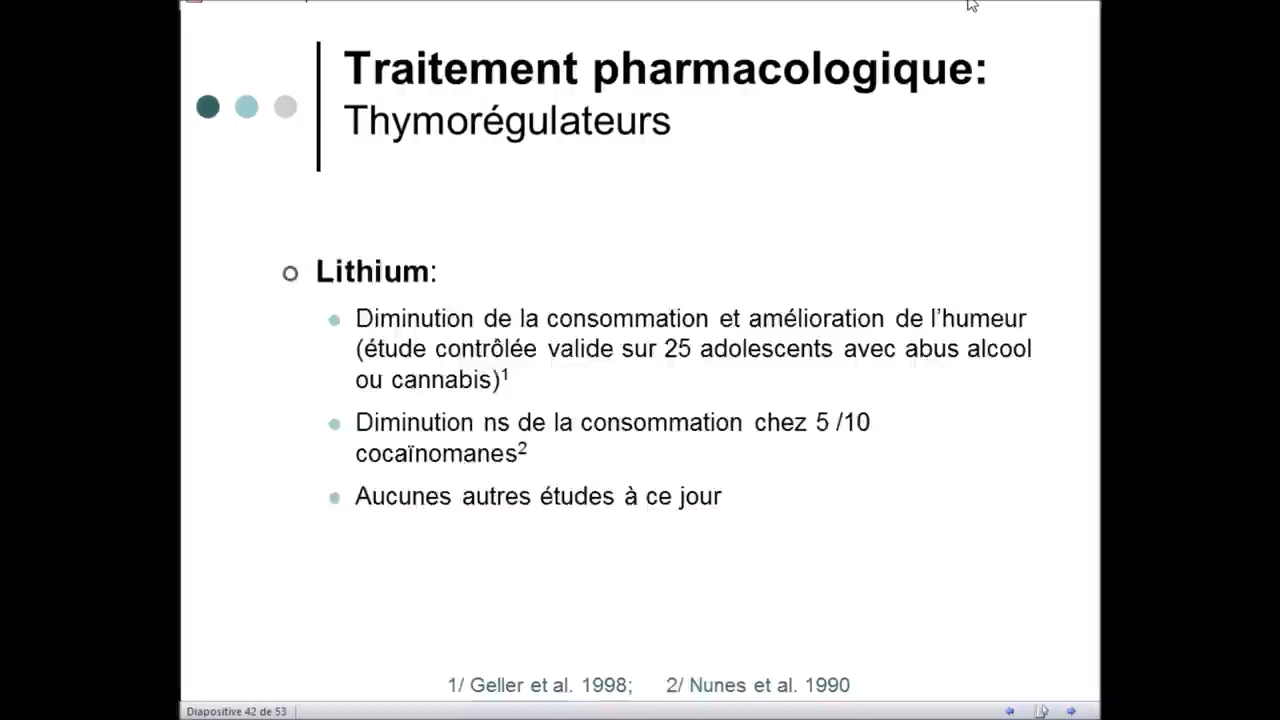 Traitement pharmacologique:
Thymorégulateurs
Lithium:
Diminution de la consommation et amélioration de l’humeur
(étude contrôlée valide sur 25 adolescents avec abus alcool
ou cannabis)¹
Diminution ns de la consommation chez 5 /10
cocaïnomanes²
Aucunes autres études à ce jour
1/ Geller et al. 1998; 2/ Nunes et al. 1990
Diapositive 42 de 53